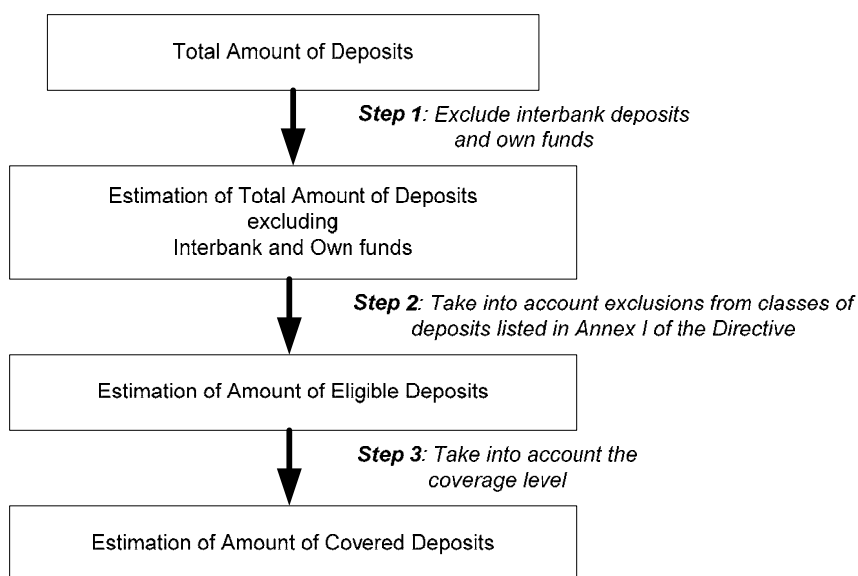 Total Amount of Deposits
Step 1: Exclude interbank deposits
and own funds
Estimation of Total Amount of Deposits
excluding
Interbank and Own funds
Step 2: Take into account exclusions from classes of
deposits listed in Annex I of the Directive
Estimation of Amount of Eligible Deposits
Step 3: Take into account the
coverage level
Estimation of Amount of Covered Deposits